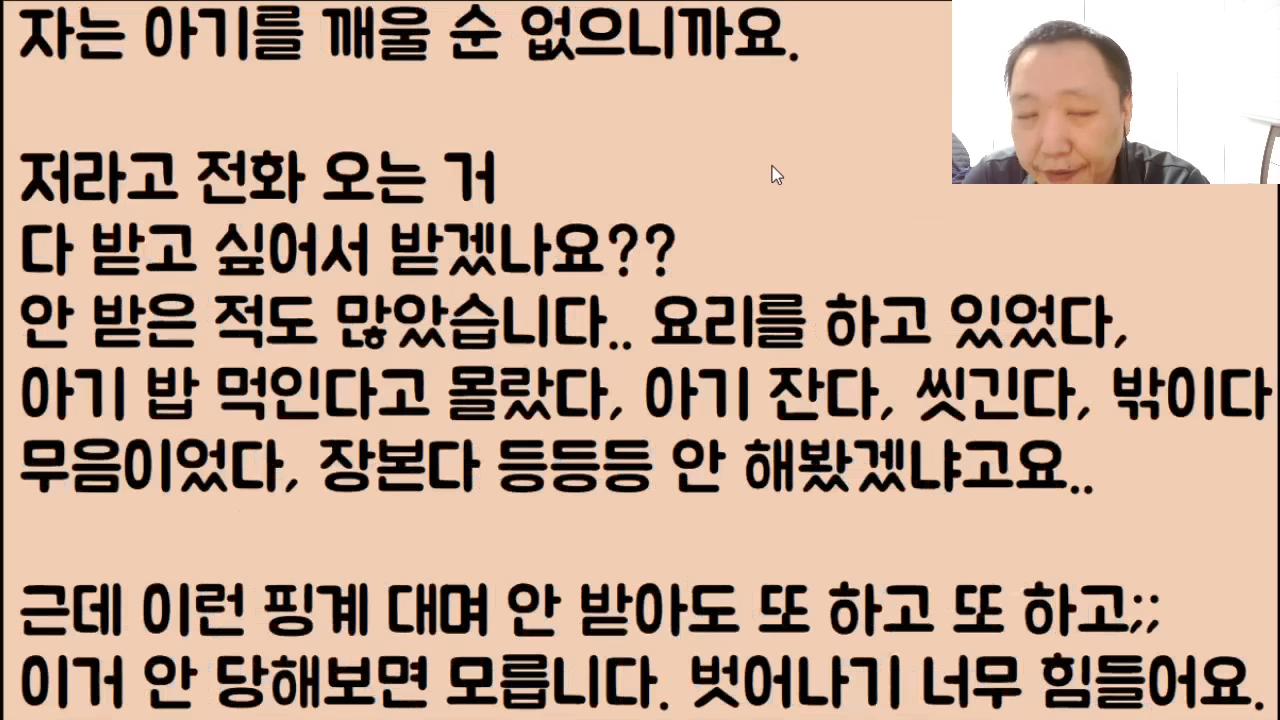 자는 아기를 깨울 순 없으니까요.
저라고 전화 오는 거
다 받고 싶어서 받겠나요??
안 받은 적도 많았습니다.. 요리를 하고 있었다,
아기 밥 먹인다고 몰랐다, 아기 잔다, 씻긴다, 밖이다
무음이었다, 장본다 등등등 안 해봤겠냐고요..
근데 이런 핑계 대며 안 받아도 또 하고 또 하고;;
이거 안 당해보면 모릅니다. 벗어나기 너무 힘들어요.